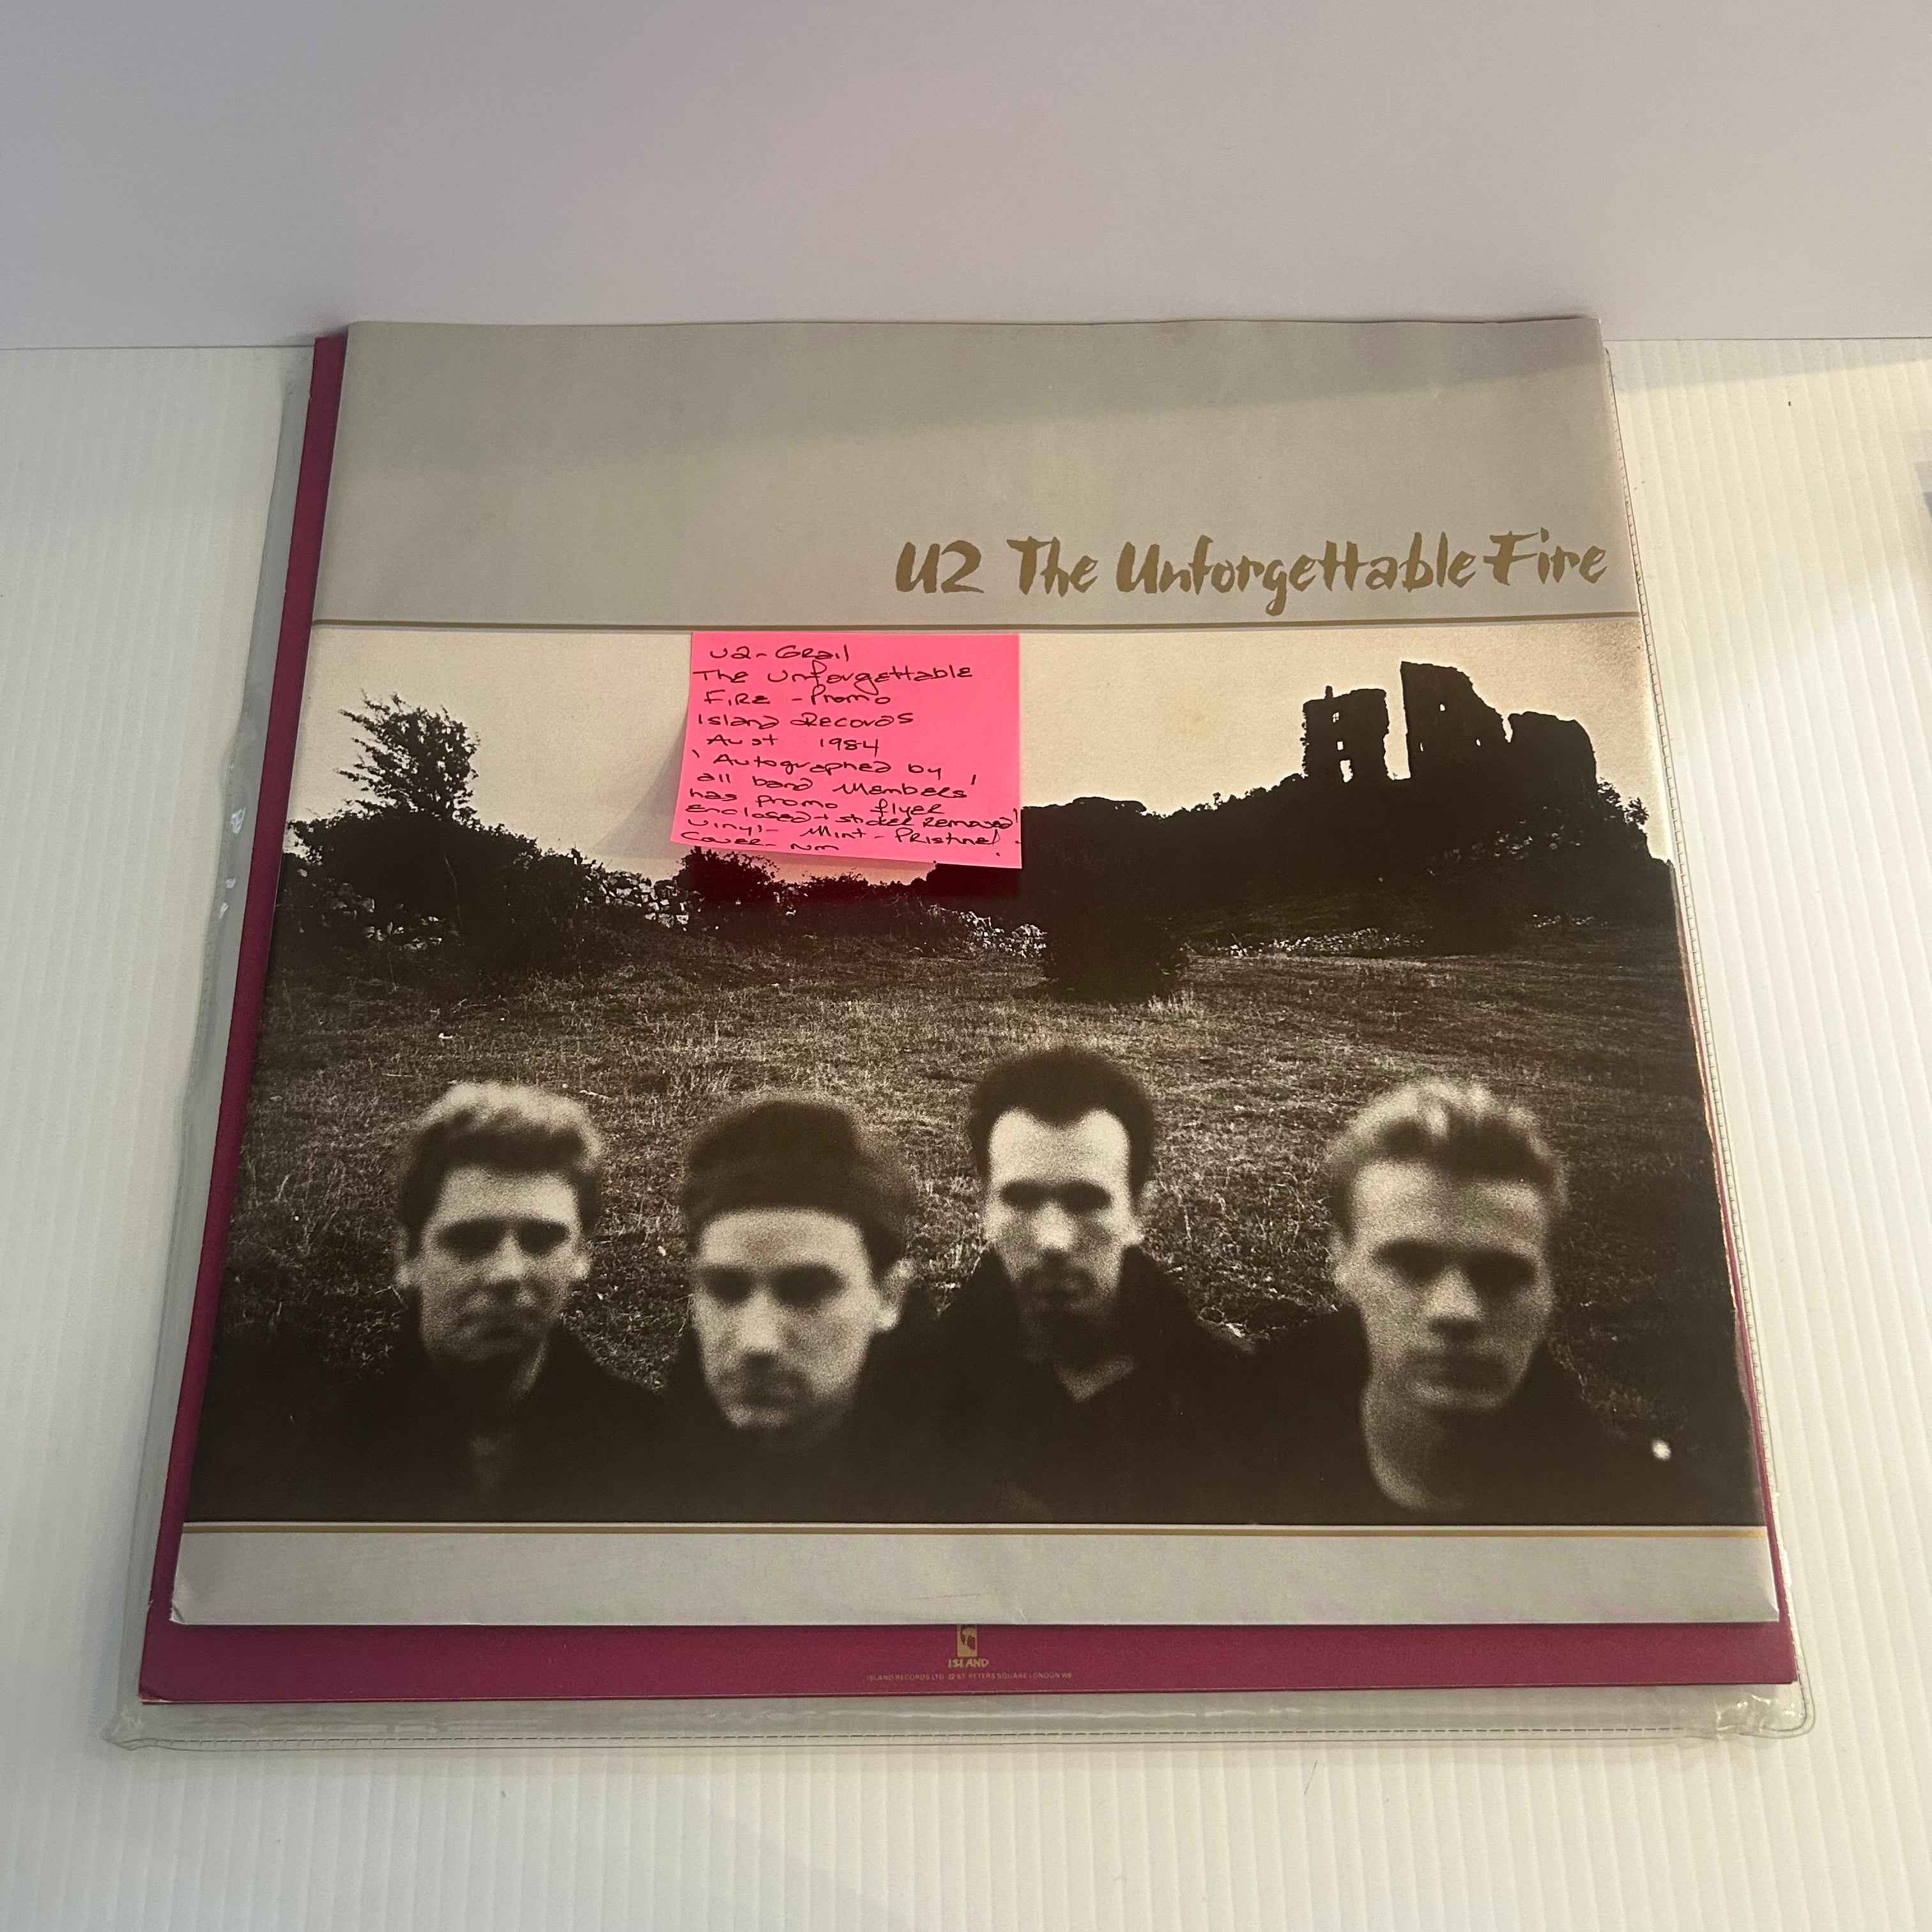 U2 The Unforgettable Fire
U2 - Grail
The Unforgettable
Fire - Promo
Island Records
Aust 1984
'Autographed by
all band Members'
has promo flyer
enclosed + sticker Removed!
Vinyl - Mint - Pristine!
Cover - NM
ISLAND
ISLAND RECORDS LTD. 22 ST. PETERS SQUARE LONDON W6